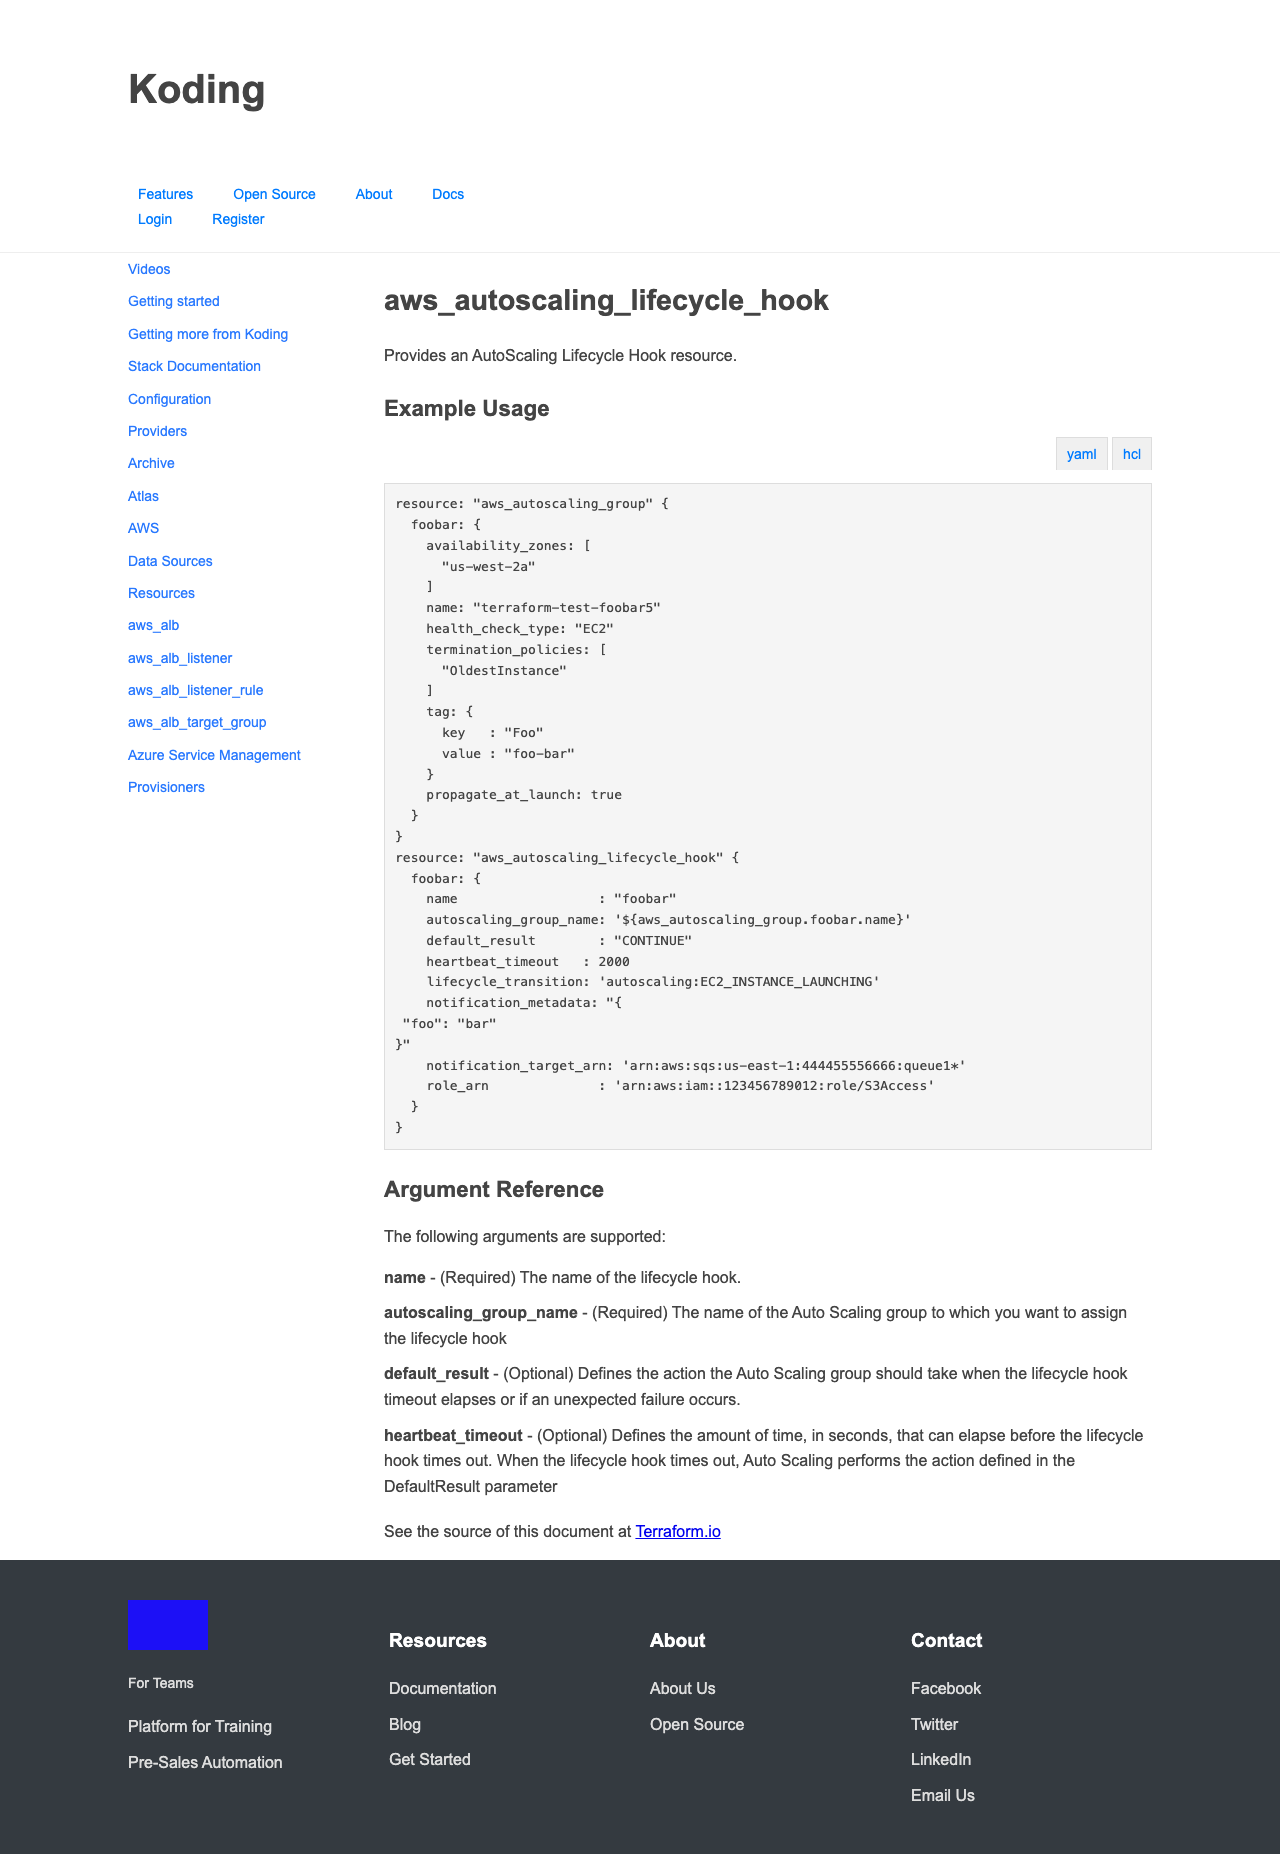 Koding
Features Open Source About Docs
Login Register
Videos
Getting started
Getting more from Koding
Stack Documentation
Configuration
Providers
Archive
Atlas
AWS
Data Sources
Resources
aws_alb
aws_alb_listener
aws_alb_listener_rule
aws_alb_target_group
Azure Service Management
Provisioners
aws_autoscaling_lifecycle_hook
Provides an AutoScaling Lifecycle Hook resource.
Example Usage
yaml hcl
resource: "aws_autoscaling_group" {
  foobar: {
    availability_zones: [
      "us-west-2a"
    ]
    name: "terraform-test-foobar5"
    health_check_type: "EC2"
    termination_policies: [
      "OldestInstance"
    ]
    tag: {
      key   : "Foo"
      value : "foo-bar"
    }
    propagate_at_launch: true
  }
}
resource: "aws_autoscaling_lifecycle_hook" {
  foobar: {
    name                  : "foobar"
    autoscaling_group_name: '${aws_autoscaling_group.foobar.name}'
    default_result        : "CONTINUE"
    heartbeat_timeout   : 2000
    lifecycle_transition: 'autoscaling:EC2_INSTANCE_LAUNCHING'
    notification_metadata: "{
 "foo": "bar"
}"
    notification_target_arn: 'arn:aws:sqs:us-east-1:444455556666:queue1*'
    role_arn              : 'arn:aws:iam::123456789012:role/S3Access'
  }
}
Argument Reference
The following arguments are supported:
name - (Required) The name of the lifecycle hook.
autoscaling_group_name - (Required) The name of the Auto Scaling group to which you want to assign
the lifecycle hook
default_result - (Optional) Defines the action the Auto Scaling group should take when the lifecycle hook
timeout elapses or if an unexpected failure occurs.
heartbeat_timeout - (Optional) Defines the amount of time, in seconds, that can elapse before the lifecycle
hook times out. When the lifecycle hook times out, Auto Scaling performs the action defined in the
DefaultResult parameter
See the source of this document at Terraform.io
For Teams
Platform for Training
Pre-Sales Automation
Resources
Documentation
Blog
Get Started
About
About Us
Open Source
Contact
Facebook
Twitter
LinkedIn
Email Us